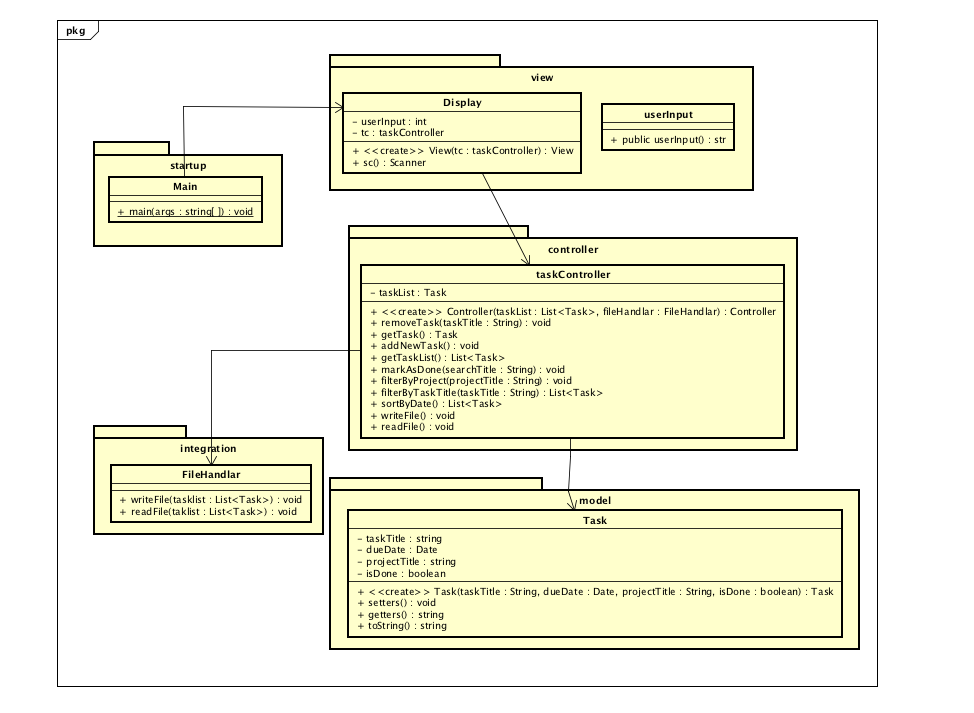 pkg
view
Display
– userInput : int
– tc : taskController
+ <<create>> View(tc : taskController) : View
+ sc() : Scanner
userInput
+ public userInput() : str
startup
Main
+ main(args : string[ ]) : void
controller
taskController
– taskList : Task
+ <<create>> Controller(taskList : List<Task>, fileHandlar : FileHandlar) : Controller
+ removeTask(taskTitle : String) : void
+ getTask() : Task
+ addNewTask() : void
+ getTaskList() : List<Task>
+ markAsDone(searchTitle : String) : void
+ filterByProject(projectTitle : String) : void
+ filterByTaskTitle(taskTitle : String) : List<Task>
+ sortByDate() : List<Task>
+ writeFile() : void
+ readFile() : void
integration
FileHandlar
+ writeFile(tasklist : List<Task>) : void
+ readFile(taklist : List<Task>) : void
model
Task
– taskTitle : string
– dueDate : Date
– projectTitle : string
– isDone : boolean
+ <<create>> Task(taskTitle : String, dueDate : Date, projectTitle : String, isDone : boolean) : Task
+ setters() : void
+ getters() : string
+ toString() : string